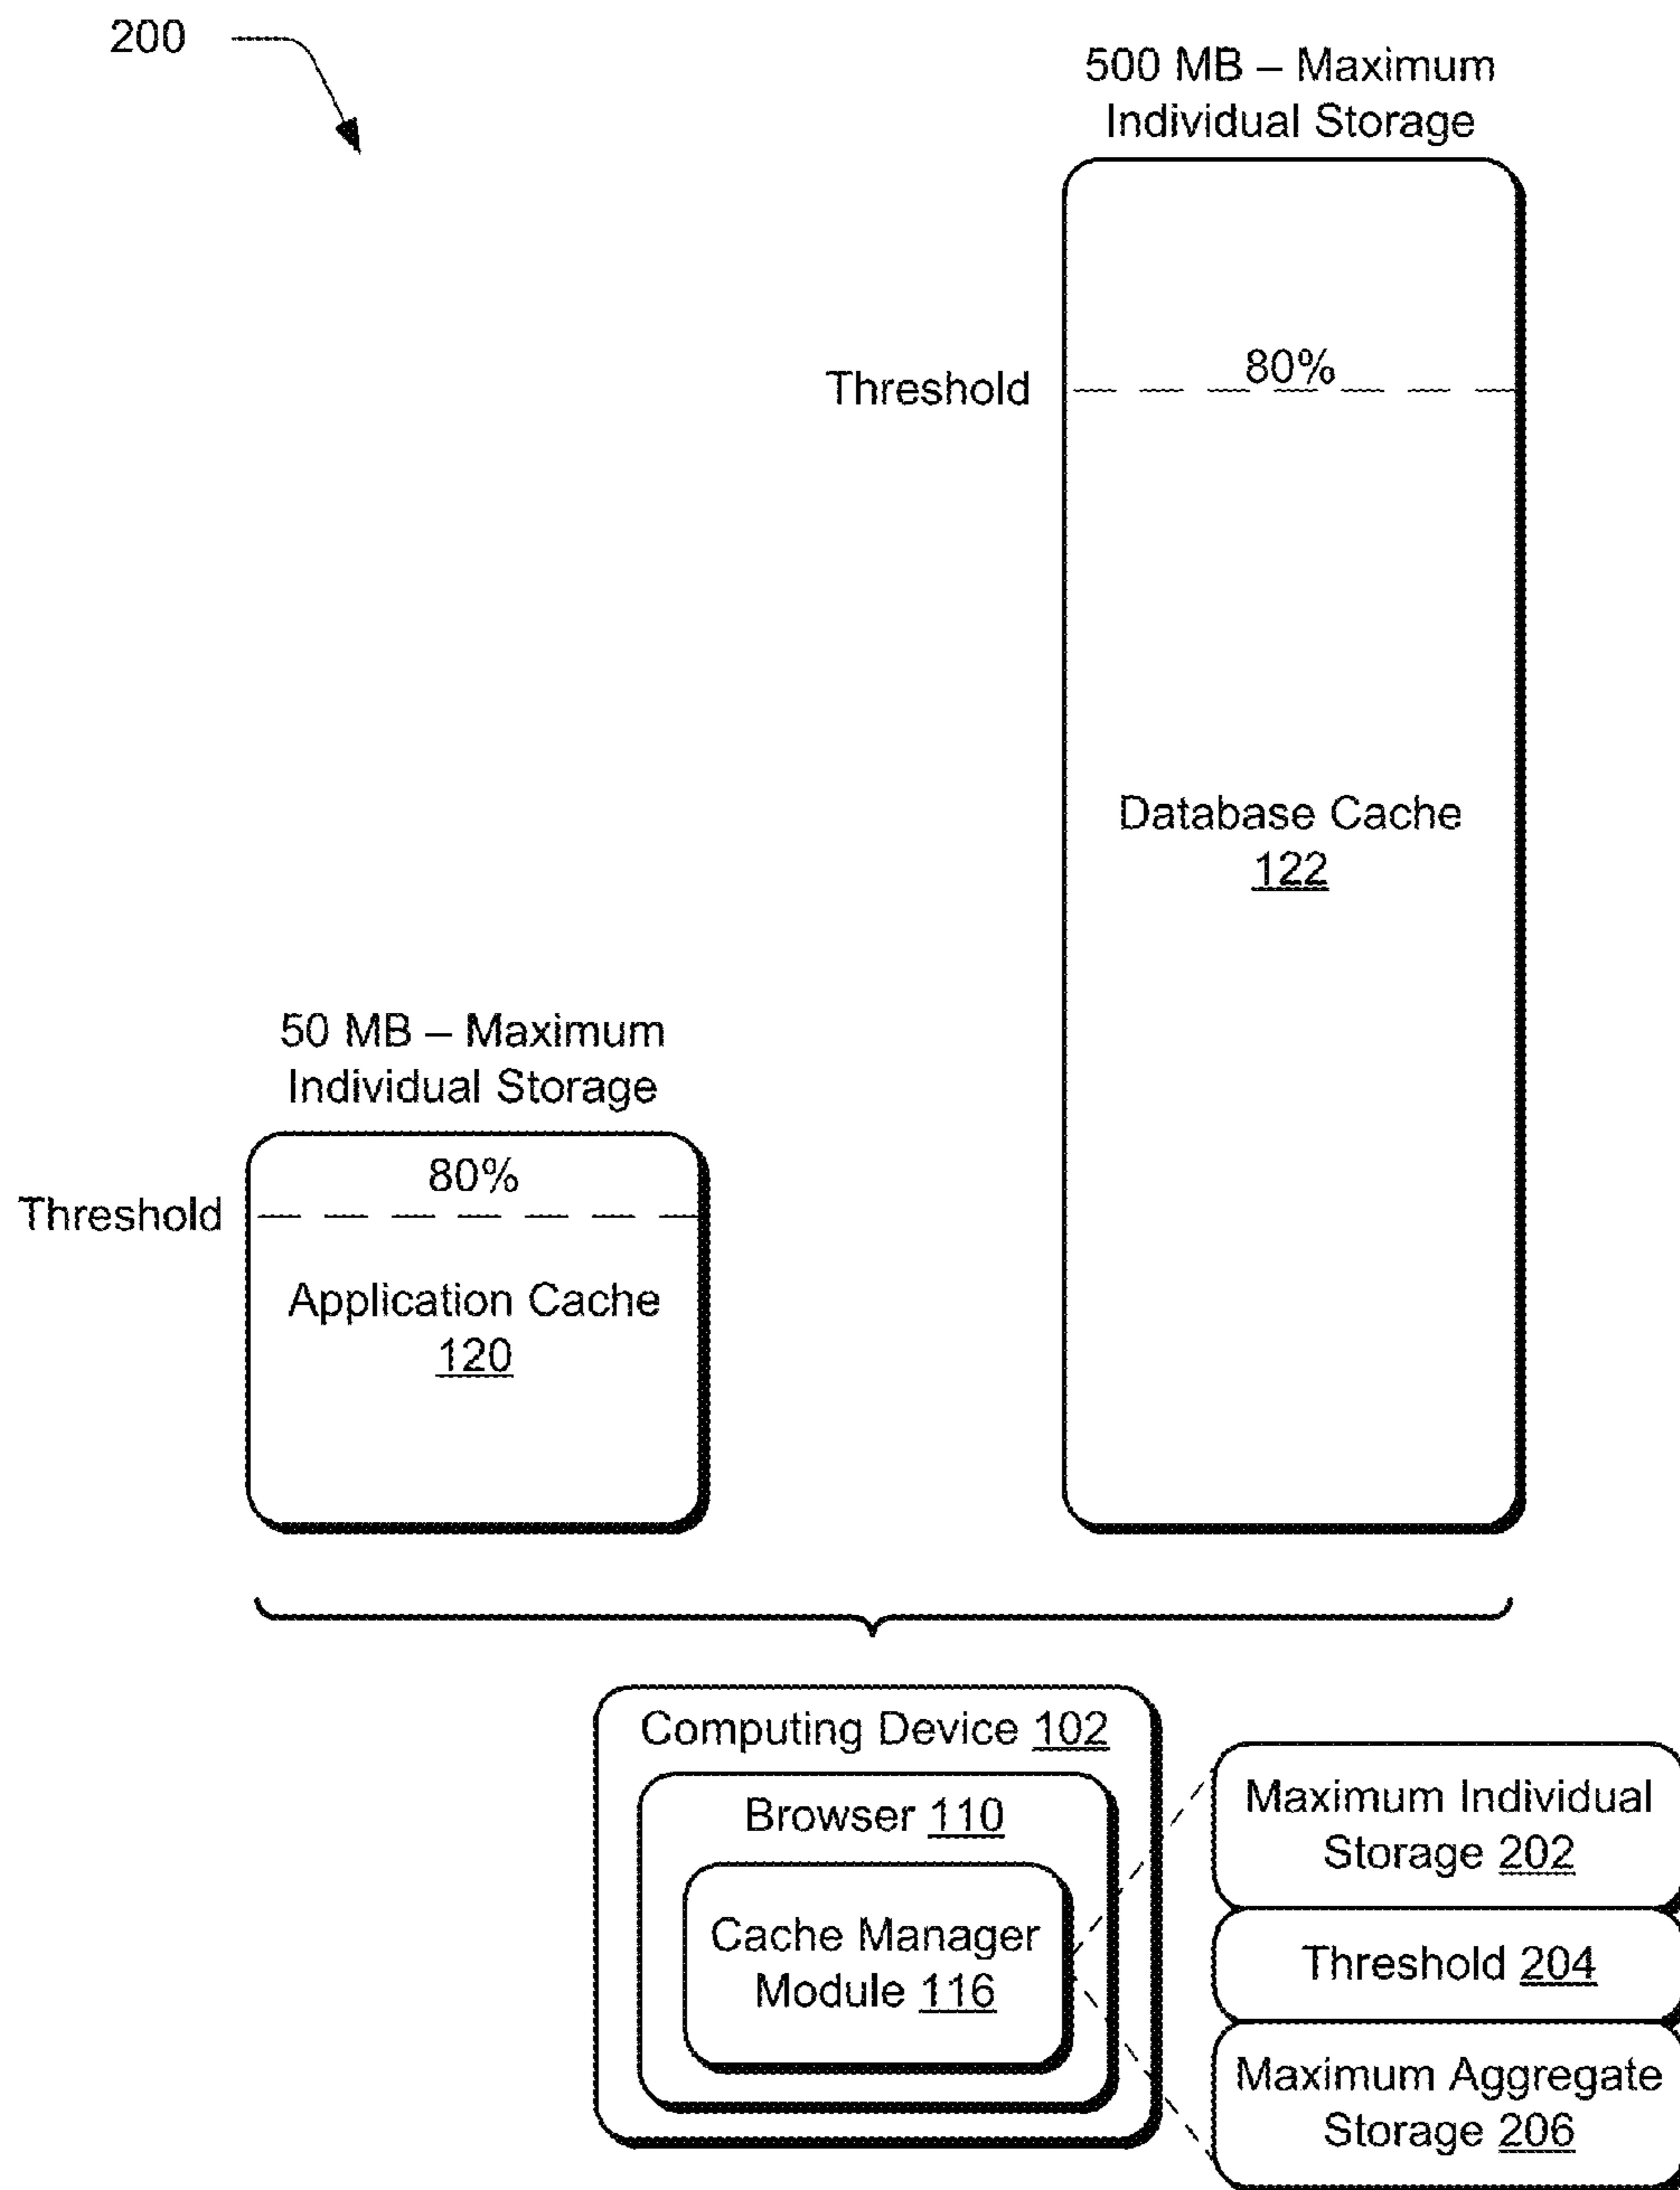 200
500 MB – Maximum
Individual Storage
Threshold
80%
Database Cache
122
50 MB – Maximum
Individual Storage
80%
Threshold
Application Cache
120
Computing Device 102
Browser 110
Cache Manager
Module 116
Maximum Individual
Storage 202
Threshold 204
Maximum Aggregate
Storage 206